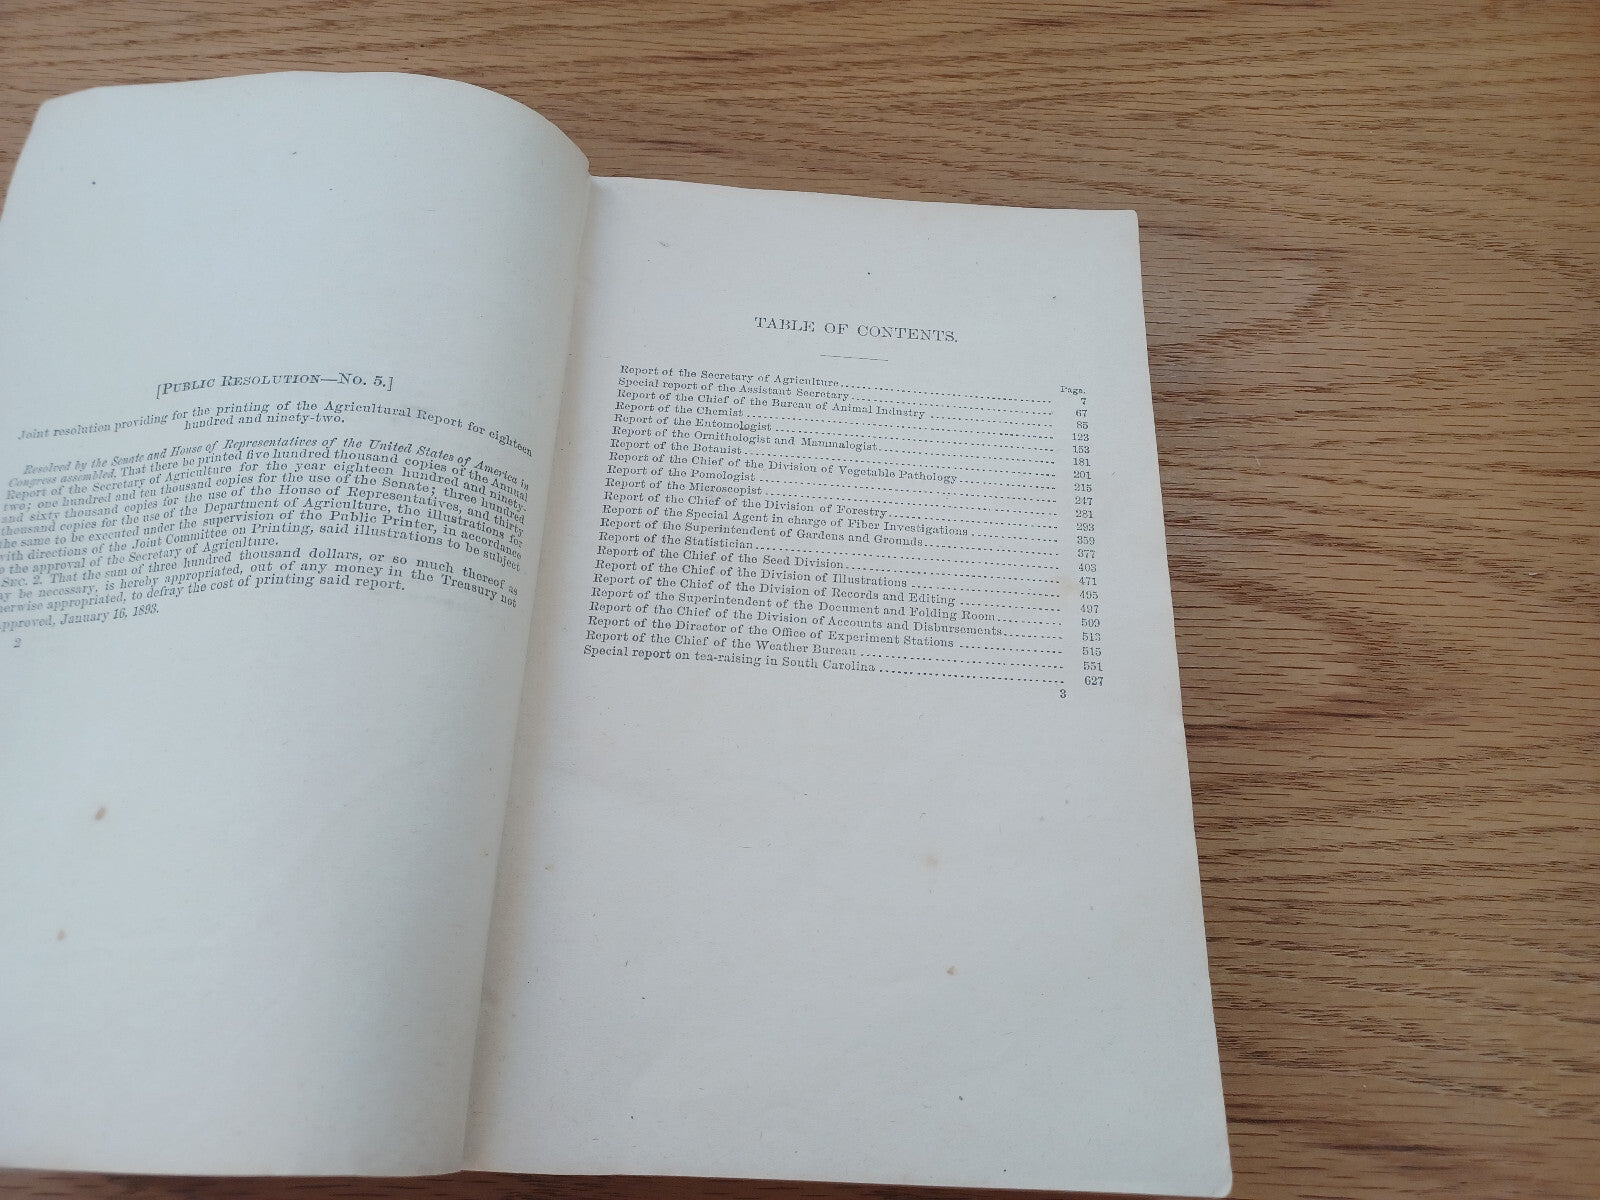 [PUBLIC RESOLUTION—No. 5.]
Joint resolution providing for the printing of the Agricultural Report for eighteen
hundred and ninety-two.
Resolved by the Senate and House of Representatives of the United States of America in
Congress assembled, That there be printed five hundred thousand copies of the Annual
Report of the Secretary of Agriculture for the year eighteen hundred and ninety-
two; one hundred and ten thousand copies for the use of the Senate; three hundred
and sixty thousand copies for the use of the House of Representatives, and thirty
thousand copies for the use of the Department of Agriculture, the illustrations for
the same to be executed under the supervision of the Public Printer, in accordance
with directions of the Joint Committee on Printing, said illustrations to be subject
to the approval of the Secretary of Agriculture.
SEC. 2. That the sum of three hundred thousand dollars, or so much thereof as
may be necessary, is hereby appropriated, out of any money in the Treasury not
otherwise appropriated, to defray the cost of printing said report.
Approved, January 16, 1893.
2
TABLE OF CONTENTS.
Page.
Report of the Secretary of Agriculture 7
Special report of the Assistant Secretary 67
Report of the Chief of the Bureau of Animal Industry 85
Report of the Chemist 123
Report of the Entomologist 153
Report of the Ornithologist and Mammalogist 181
Report of the Botanist 201
Report of the Chief of the Division of Vegetable Pathology 215
Report of the Pomologist 247
Report of the Microscopist 281
Report of the Chief of the Division of Forestry 293
Report of the Special Agent in charge of Fiber Investigations 359
Report of the Superintendent of Gardens and Grounds 377
Report of the Statistician 403
Report of the Chief of the Seed Division 471
Report of the Chief of the Division of Illustrations 495
Report of the Chief of the Division of Records and Editing 497
Report of the Superintendent of the Document and Folding Room 509
Report of the Chief of the Division of Accounts and Disbursements 513
Report of the Director of the Office of Experiment Stations 515
Report of the Chief of the Weather Bureau 551
Special report on tea-raising in South Carolina 627
3